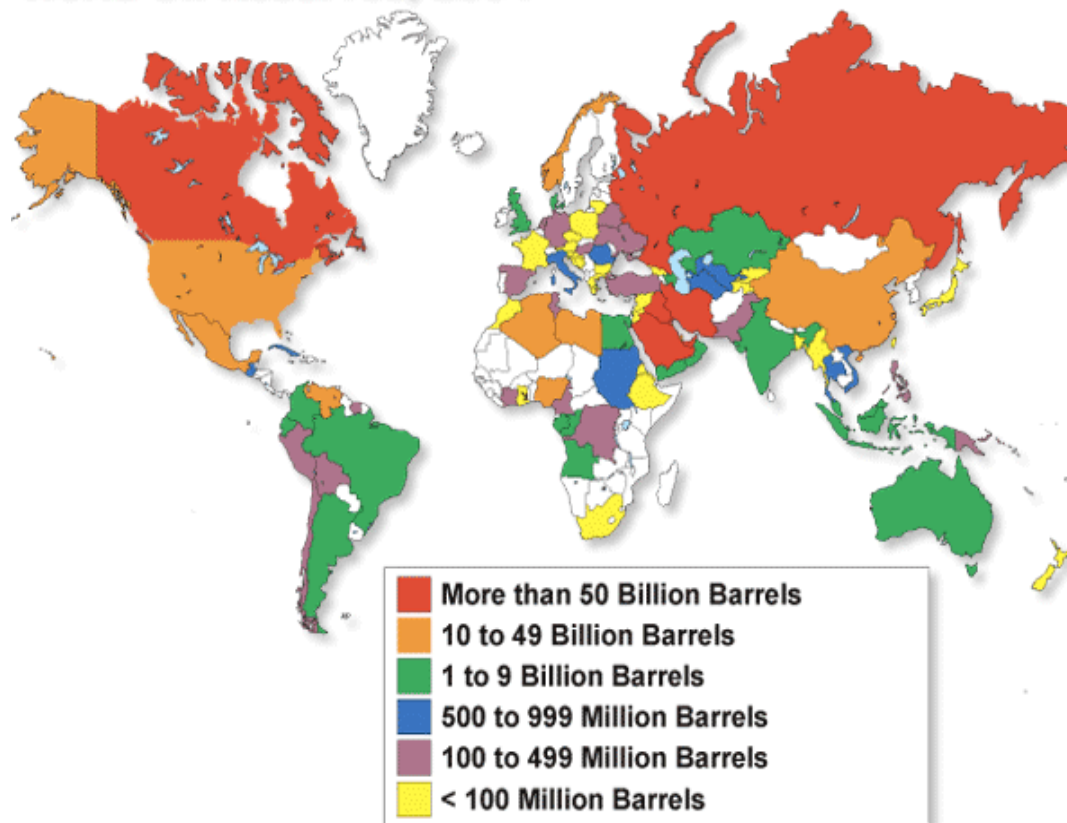 More than 50 Billion Barrels
10 to 49 Billion Barrels
1 to 9 Billion Barrels
500 to 999 Million Barrels
100 to 499 Million Barrels
< 100 Million Barrels